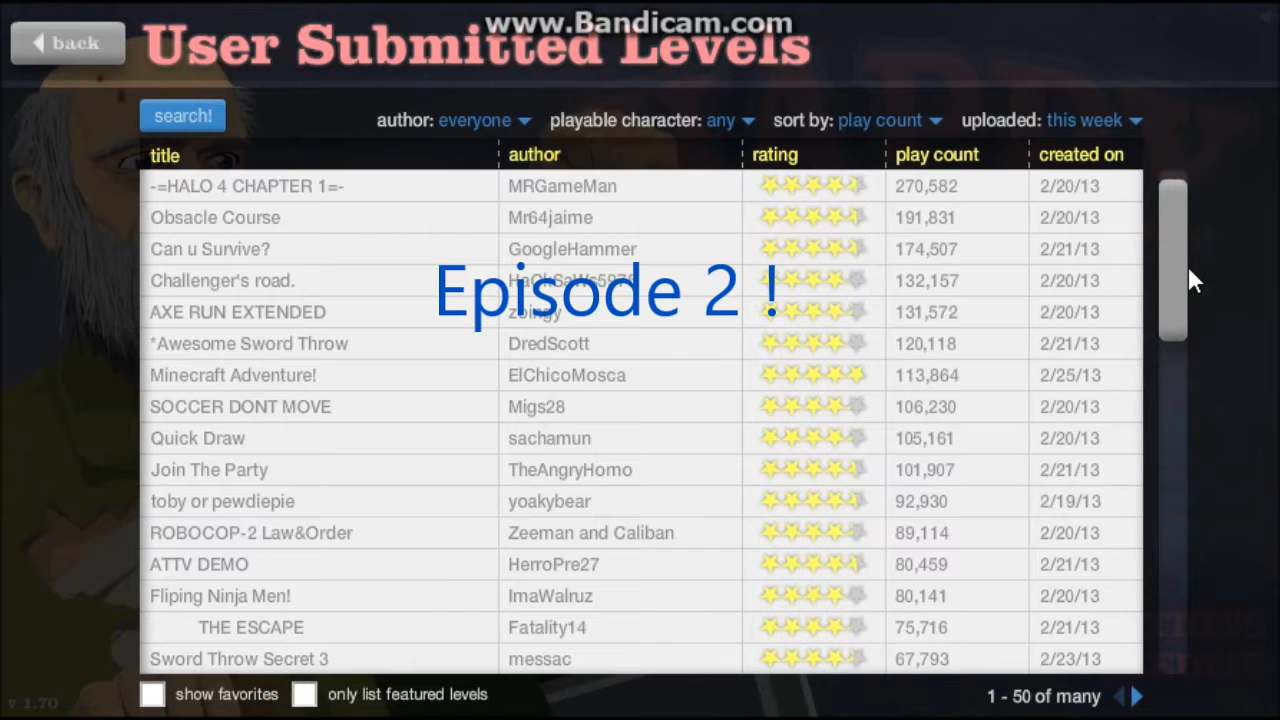 www.Bandicam.com
back
User Submitted Levels
search!
author: everyone playable character: any sort by: play count uploaded: this week
title author rating play count created on
-=HALO 4 CHAPTER 1=- MRGameMan 270,582 2/20/13
Obsacle Course Mr64jaime 191,831 2/20/13
Can u Survive? GoogleHammer 174,507 2/21/13
Challenger's road. 132,157 2/20/13
Episode 2 !
AXE RUN EXTENDED zoingy 131,572 2/20/13
*Awesome Sword Throw DredScott 120,118 2/21/13
Minecraft Adventure! ElChicoMosca 113,864 2/25/13
SOCCER DONT MOVE Migs28 106,230 2/20/13
Quick Draw sachamun 105,161 2/20/13
Join The Party TheAngryHomo 101,907 2/21/13
toby or pewdiepie yoakybear 92,930 2/19/13
ROBOCOP-2 Law&Order Zeeman and Caliban 89,114 2/20/13
ATTV DEMO HerroPre27 80,459 2/21/13
Fliping Ninja Men! ImaWalruz 80,141 2/20/13
THE ESCAPE Fatality14 75,716 2/21/13
Sword Throw Secret 3 messac 67,793 2/23/13
show favorites only list featured levels 1 - 50 of many
v 1.70